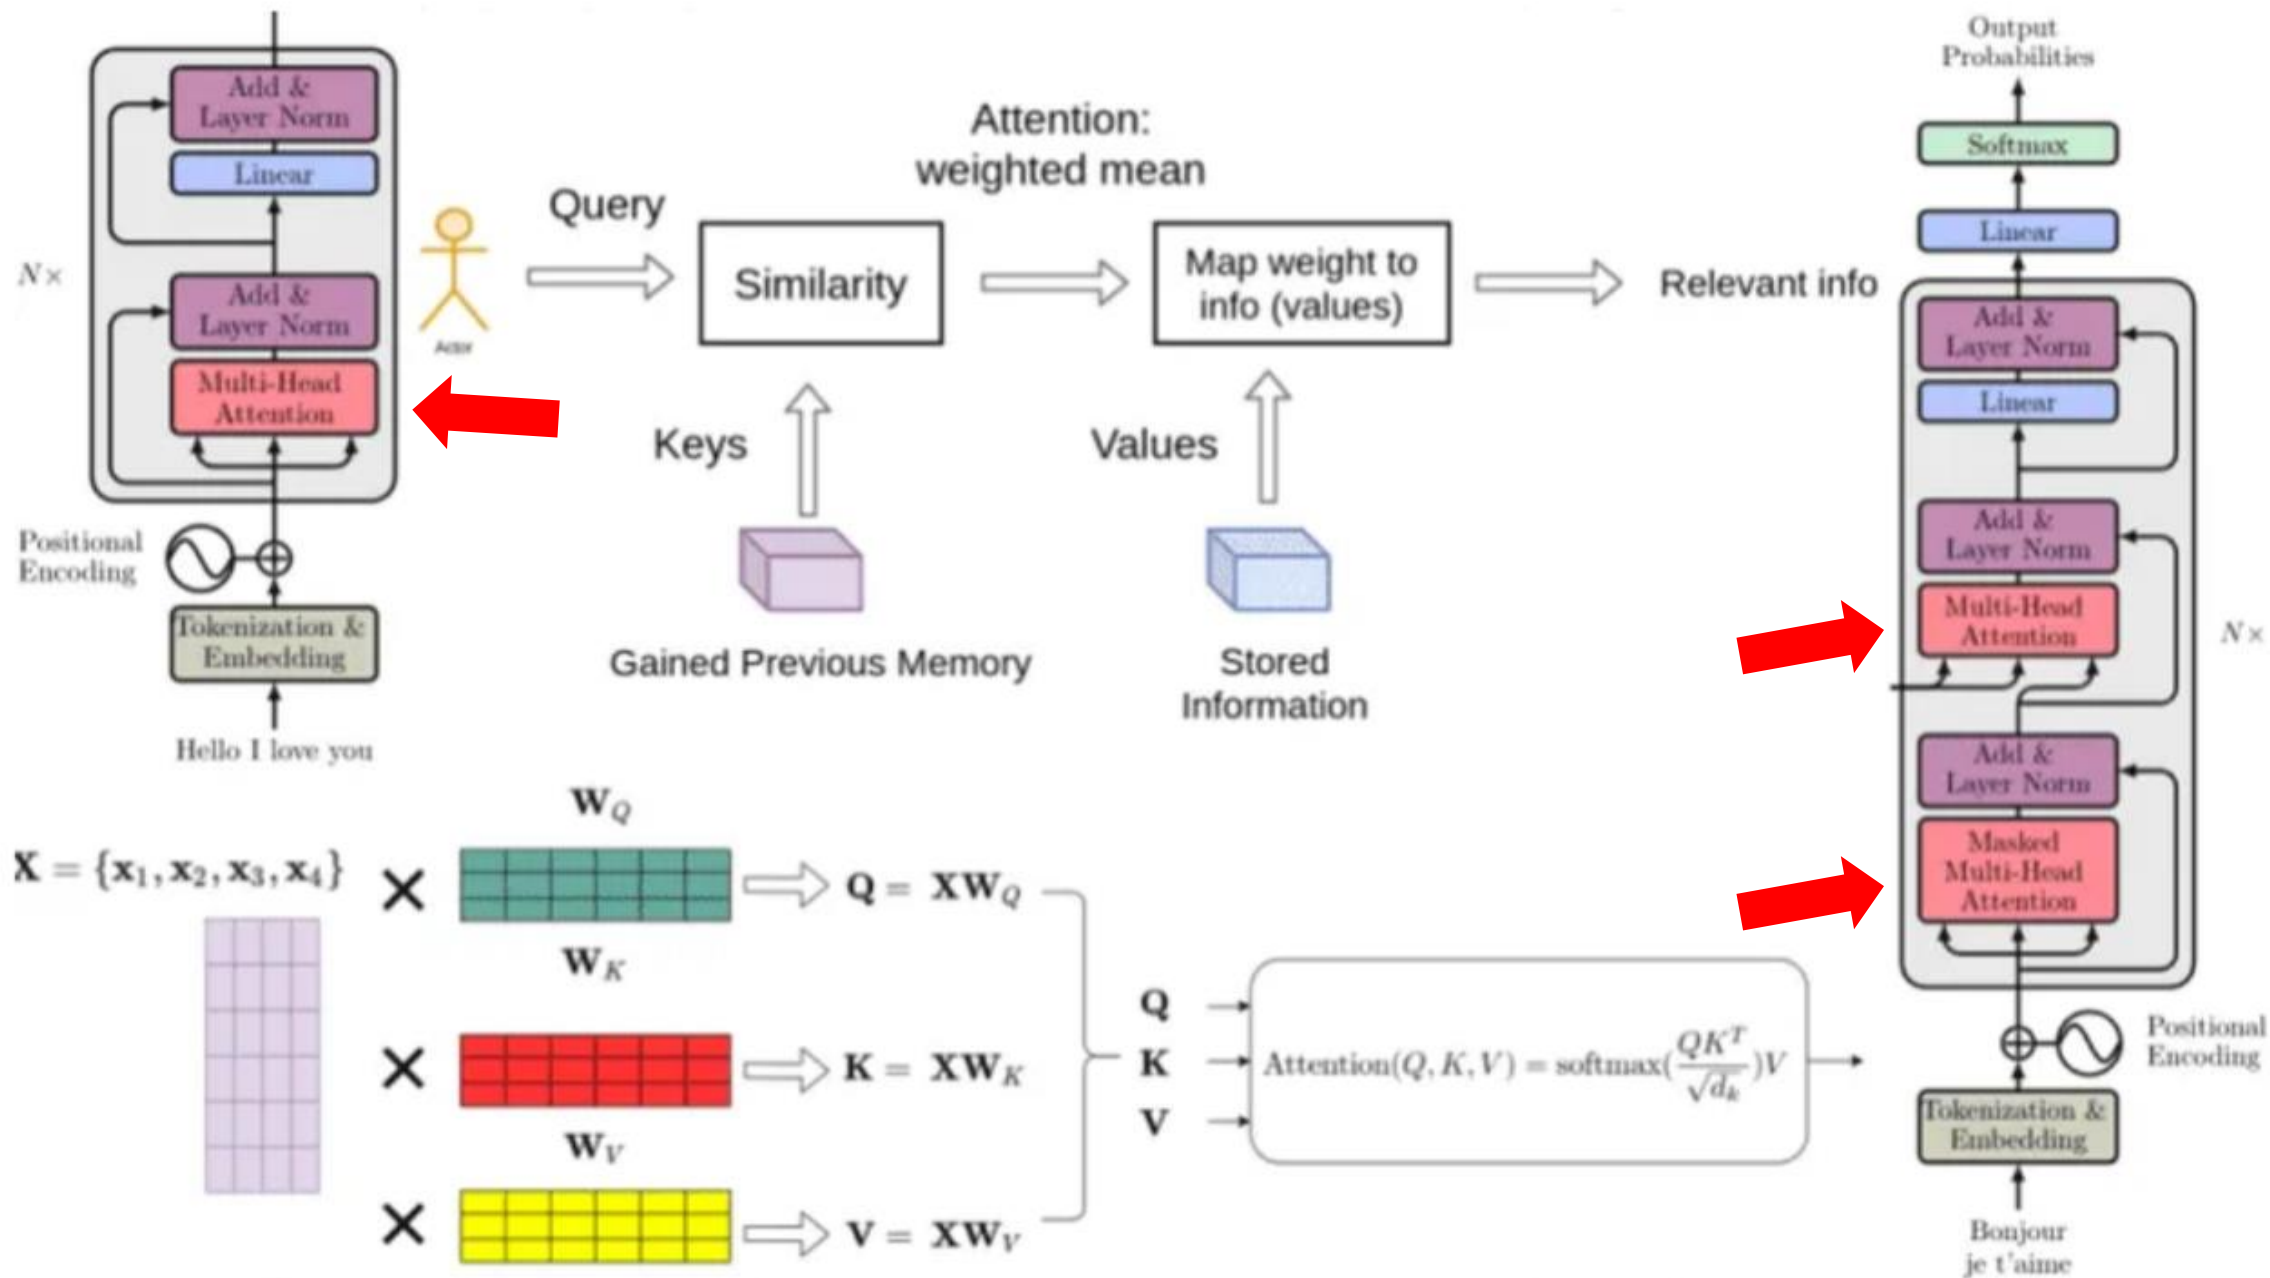 Add &
Layer Norm
Linear
N×
Add &
Layer Norm
Multi-Head
Attention
Positional
Encoding
Tokenization &
Embedding
Hello I love you
Actor
Query
Attention:
weighted mean
Similarity
Map weight to
info (values)
Relevant info
Keys
Values
Gained Previous Memory
Stored
Information
Output
Probabilities
Softmax
Linear
Add &
Layer Norm
Linear
Add &
Layer Norm
Multi-Head
Attention
N×
Add &
Layer Norm
Masked
Multi-Head
Attention
Positional
Encoding
Tokenization &
Embedding
Bonjour
je t'aime
X = {x₁, x₂, x₃, x₄}
W_Q
Q = XW_Q
W_K
K = XW_K
W_V
V = XW_V
Q
K
V
Attention(Q, K, V) = softmax(QK^T/√d_k)V